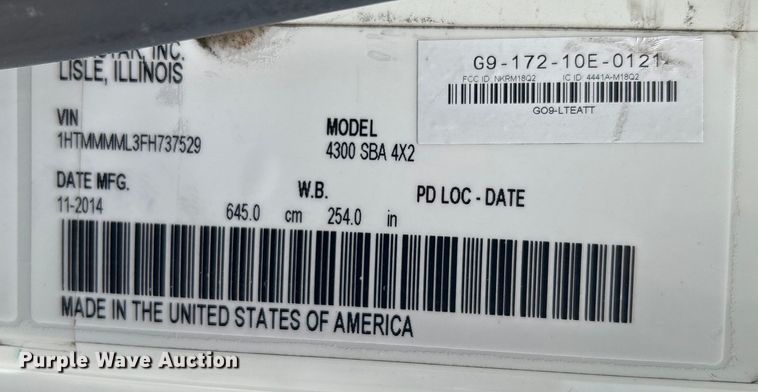 STAR, INC.
LISLE, ILLINOIS
G9-172-10E-0121
FCC ID: NKRM18Q2 IC ID: 4441A-M18Q2
GO9-LTEATT
VIN
1HTMMMML3FH737529
MODEL
4300 SBA 4X2
DATE MFG.
11-2014
W.B.
645.0 cm 254.0 in
PD LOC - DATE
MADE IN THE UNITED STATES OF AMERICA
Purple Wave Auction